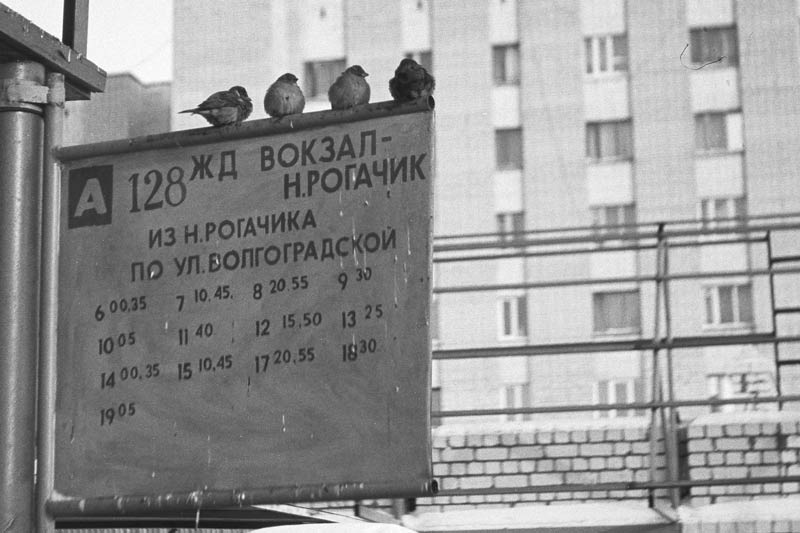 А 128 ЖД ВОКЗАЛ-
Н.РОГАЧИК
ИЗ Н.РОГАЧИКА
ПО УЛ.ВОЛГОГРАДСКОЙ
6 00,35 7 10,45, 8 20,55 9 30
10 05 11 40 12 15,50 13 25
14 00,35 15 10,45 17 20,55 18 30
19 05